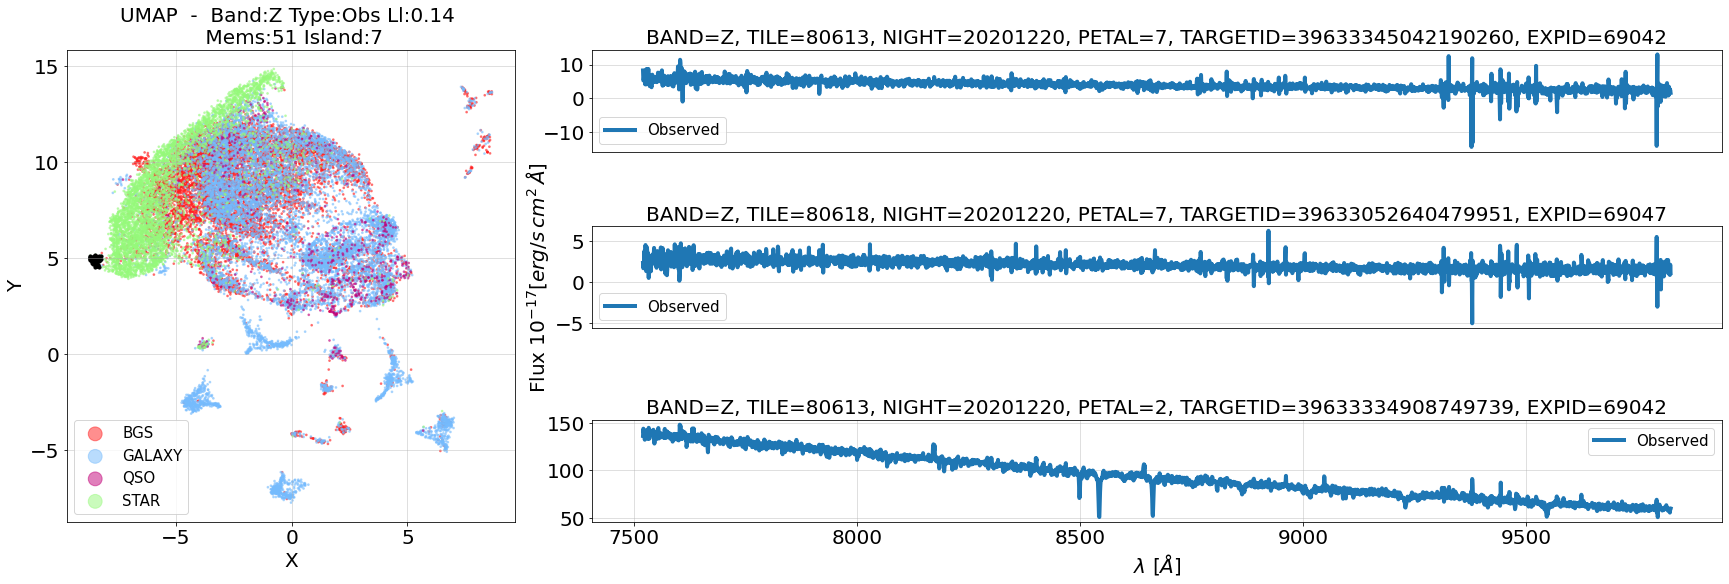 UMAP  -  Band:Z Type:Obs Ll:0.14
Mems:51 Island:7
15
10
5
0
−5
Y
−5
0
5
X
BGS
GALAXY
QSO
STAR
Flux 10⁻¹⁷[erg/s cm² Å]
BAND=Z, TILE=80613, NIGHT=20201220, PETAL=7, TARGETID=39633345042190260, EXPID=69042
10
0
−10
Observed
BAND=Z, TILE=80618, NIGHT=20201220, PETAL=7, TARGETID=39633052640479951, EXPID=69047
5
0
−5
Observed
BAND=Z, TILE=80613, NIGHT=20201220, PETAL=2, TARGETID=39633334908749739, EXPID=69042
150
100
50
Observed
7500
8000
8500
9000
9500
λ [Å]